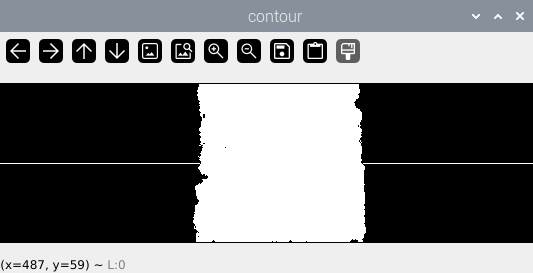 contour
(x=487, y=59) ~ L:0